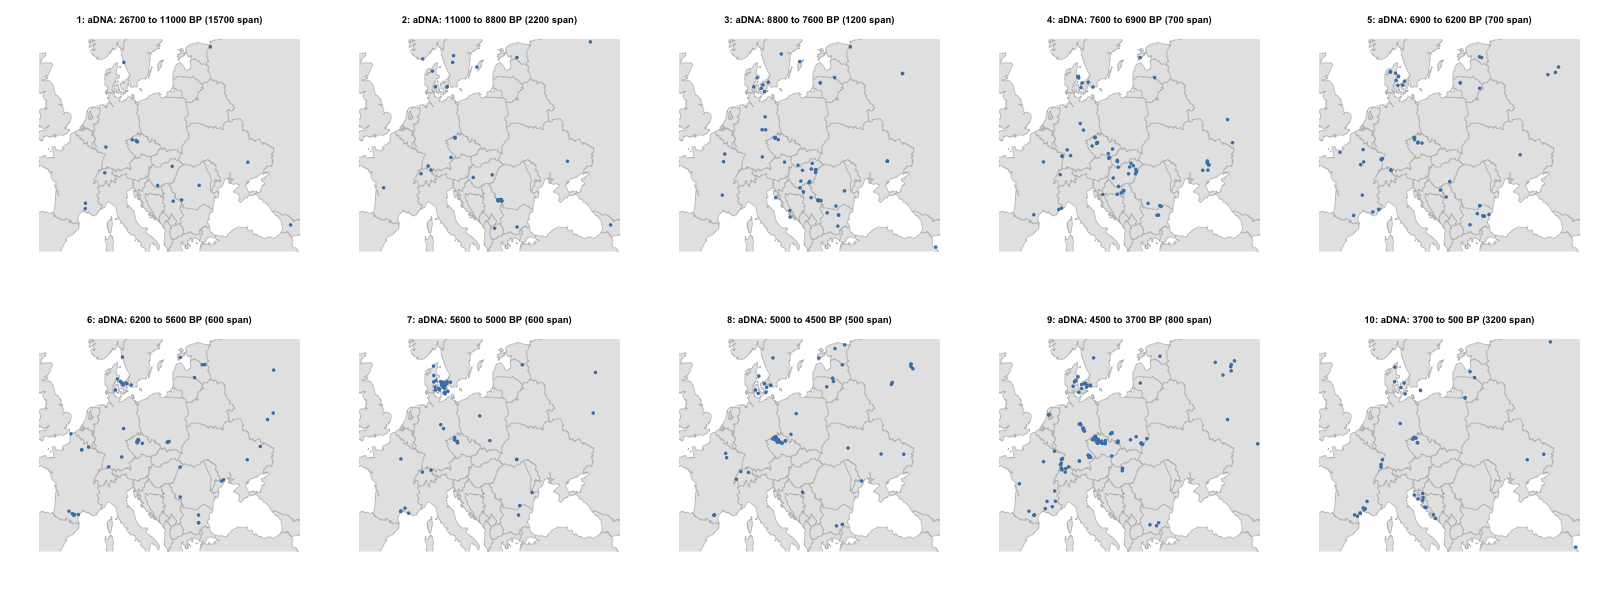 1: aDNA: 26700 to 11000 BP (15700 span)
2: aDNA: 11000 to 8800 BP (2200 span)
3: aDNA: 8800 to 7600 BP (1200 span)
4: aDNA: 7600 to 6900 BP (700 span)
5: aDNA: 6900 to 6200 BP (700 span)
6: aDNA: 6200 to 5600 BP (600 span)
7: aDNA: 5600 to 5000 BP (600 span)
8: aDNA: 5000 to 4500 BP (500 span)
9: aDNA: 4500 to 3700 BP (800 span)
10: aDNA: 3700 to 500 BP (3200 span)